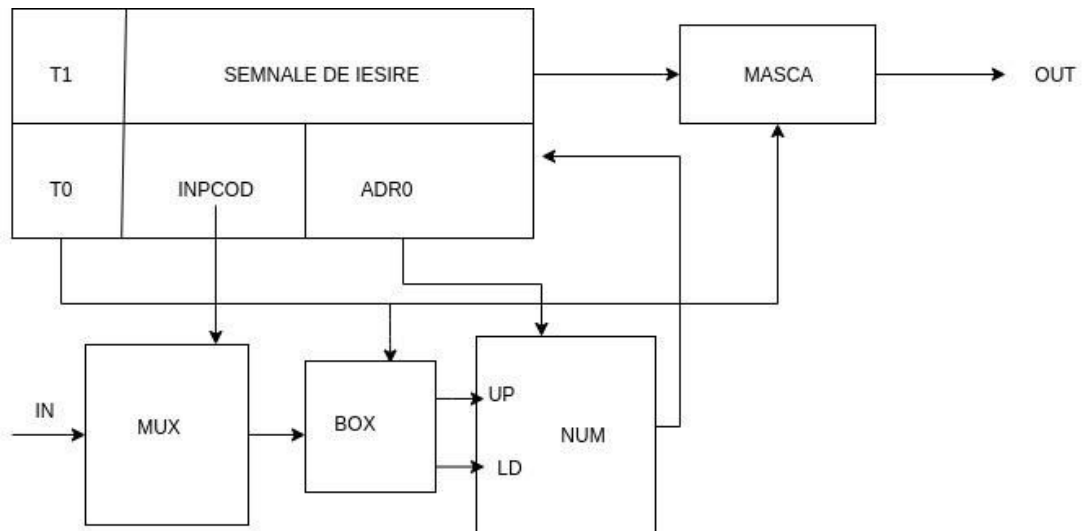 T1
SEMNALE DE IESIRE
MASCA
OUT
T0
INPCOD
ADR0
IN
MUX
BOX
UP
LD
NUM